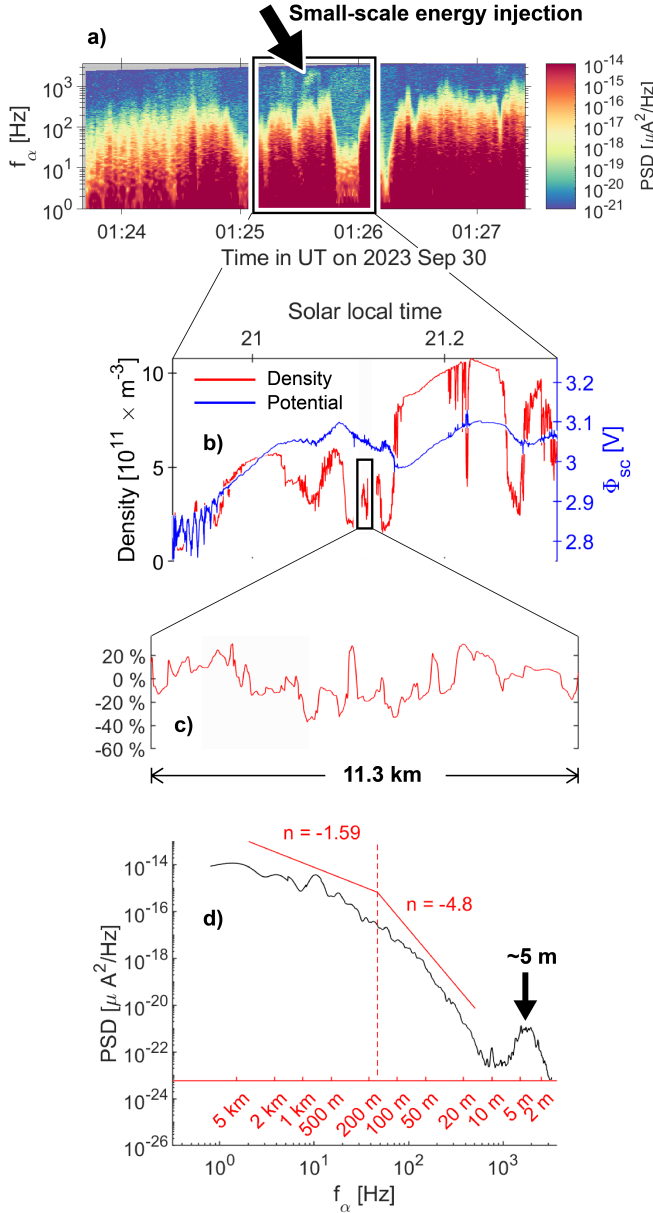 Small-scale energy injection
a)
f_α [Hz]
10³
10²
10¹
10⁰
01:24
01:25
01:26
01:27
Time in UT on 2023 Sep 30
10⁻¹⁴
10⁻¹⁵
10⁻¹⁶
10⁻¹⁷
10⁻¹⁸
10⁻¹⁹
10⁻²⁰
10⁻²¹
PSD [μA²/Hz]
Solar local time
21
21.2
Density
Potential
b)
Density [10¹¹ × m⁻³]
10
5
0
3.2
3.1
3
2.9
2.8
Φ_sc [V]
20 %
0 %
-20 %
-40 %
-60 %
c)
11.3 km
n = -1.59
n = -4.8
d)
~5 m
PSD [μ A²/Hz]
10⁻¹⁴
10⁻¹⁶
10⁻¹⁸
10⁻²⁰
10⁻²²
10⁻²⁴
10⁻²⁶
5 km
2 km
1 km
500 m
200 m
100 m
50 m
20 m
10 m
5 m
2 m
10⁰
10¹
10²
10³
f_α [Hz]